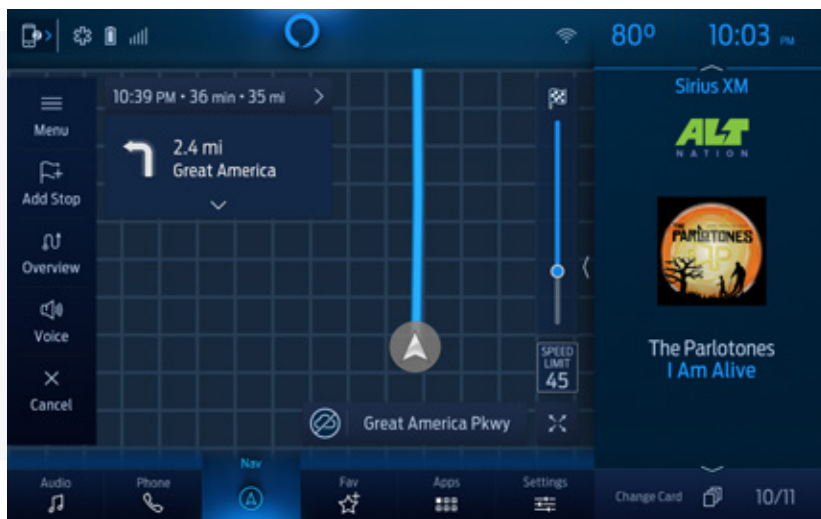 80º
10:03 PM
10:39 PM • 36 min • 35 mi
2.4 mi
Great America
Menu
Add Stop
Overview
Voice
Cancel
SPEED
LIMIT
45
Great America Pkwy
Sirius XM
ALT
NATION
THE
PARLOTONES
The Parlotones
I Am Alive
Audio
Phone
Nav
Fav
Apps
Settings
Change Card
10/11